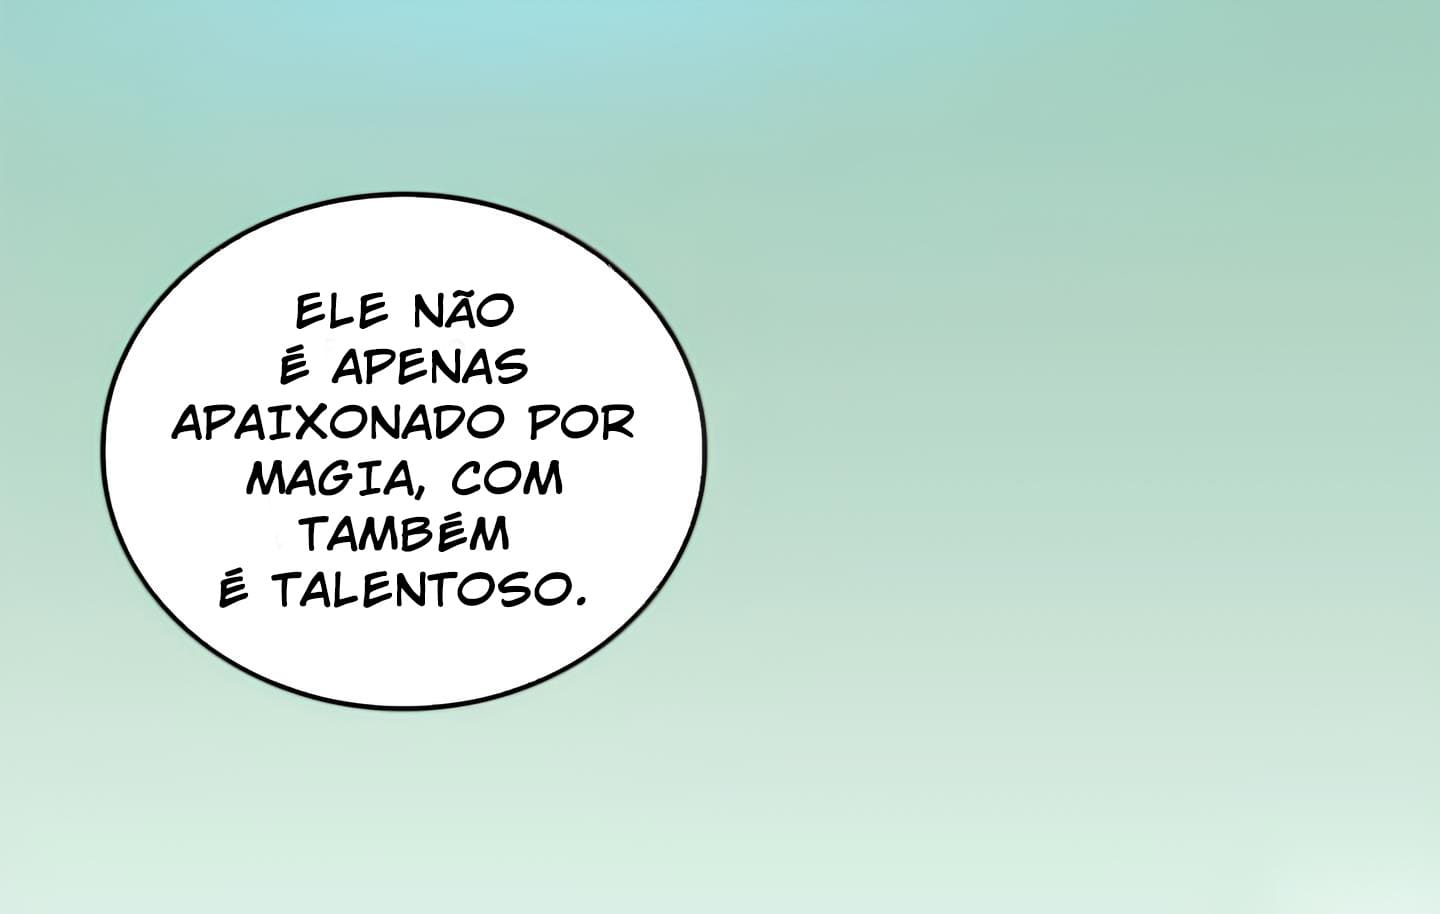 ELE NÃO
É APENAS
APAIXONADO POR
MAGIA, COM
TAMBÉM
É TALENTOSO.